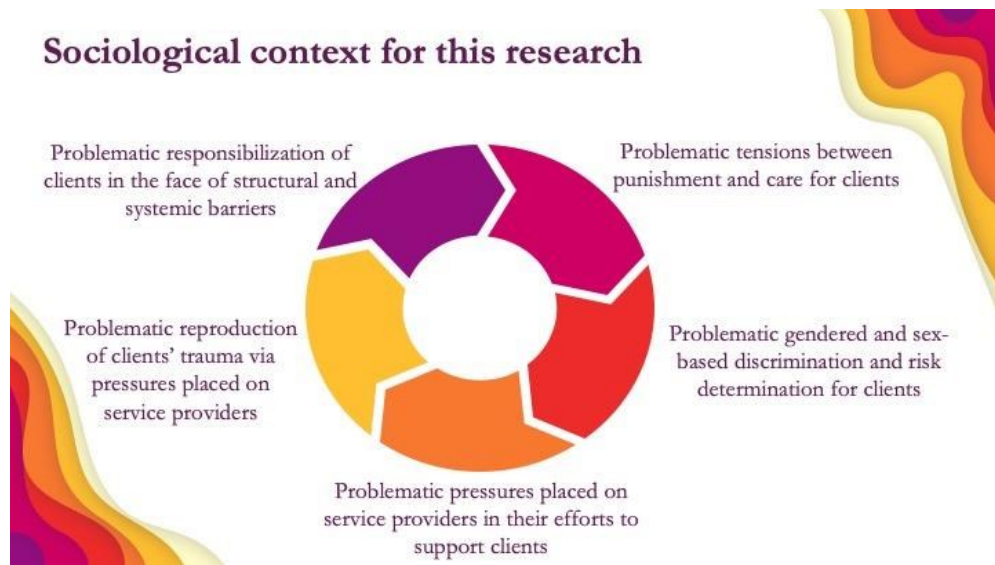 Sociological context for this research
Problematic responsibilization of
clients in the face of structural and
systemic barriers
Problematic tensions between
punishment and care for clients
Problematic reproduction
of clients' trauma via
pressures placed on
service providers
Problematic gendered and sex-
based discrimination and risk
determination for clients
Problematic pressures placed on
service providers in their efforts to
support clients